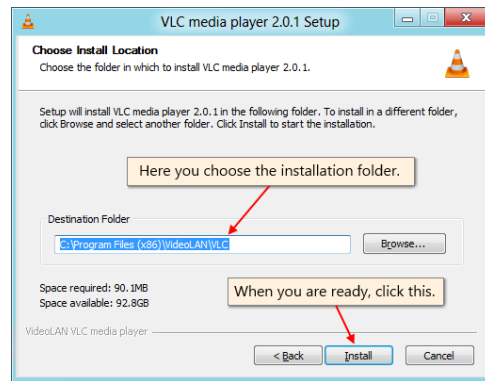 VLC media player 2.0.1 Setup
Choose Install Location
Choose the folder in which to install VLC media player 2.0.1.
Setup will install VLC media player 2.0.1 in the following folder. To install in a different folder,
click Browse and select another folder. Click Install to start the installation.
Here you choose the installation folder.
Destination Folder
C:\Program Files (x86)\VideoLAN\VLC
Browse...
Space required: 90.1MB
Space available: 92.8GB
When you are ready, click this.
VideoLAN VLC media player
< Back
Install
Cancel